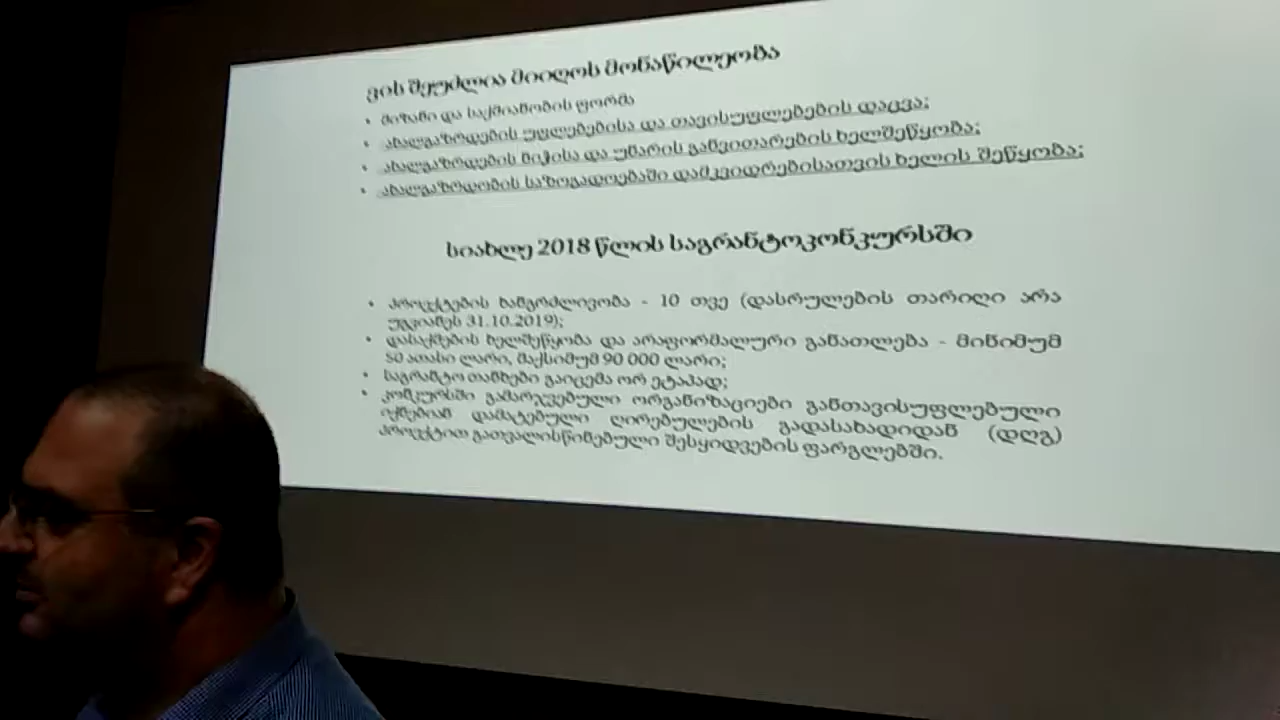 ვის შეუძლია მიიღოს მონაწილეობა
• მიზანი და საქმიანობის ფორმა
• ახალგაზრდების უფლებებისა და თავისუფლებების დაცვა;
• ახალგაზრდების ნიჭისა და უნარის განვითარების ხელშეწყობა;
• ახალგაზრდობის საზოგადოებაში დამკვიდრებისათვის ხელის შეწყობა;
სიახლე 2018 წლის საგრანტოკონკურსში
• პროექტების ხანგრძლივობა - 10 თვე (დასრულების თარიღი არა
უგვიანეს 31.10.2019);
• დასაქმების ხელშეწყობა და არაფორმალური განათლება - მინიმუმ
50 ათასი ლარი, მაქსიმუმ 90 000 ლარი;
• საგრანტო თანხები გაიცემა ორ ეტაპად;
• კონკურსში გამარჯვებული ორგანიზაციები განთავისუფლებული
იქნებიან დამატებული ღირებულების გადასახადიდან (დღგ)
პროექტით გათვალისწინებული შესყიდვების ფარგლებში.